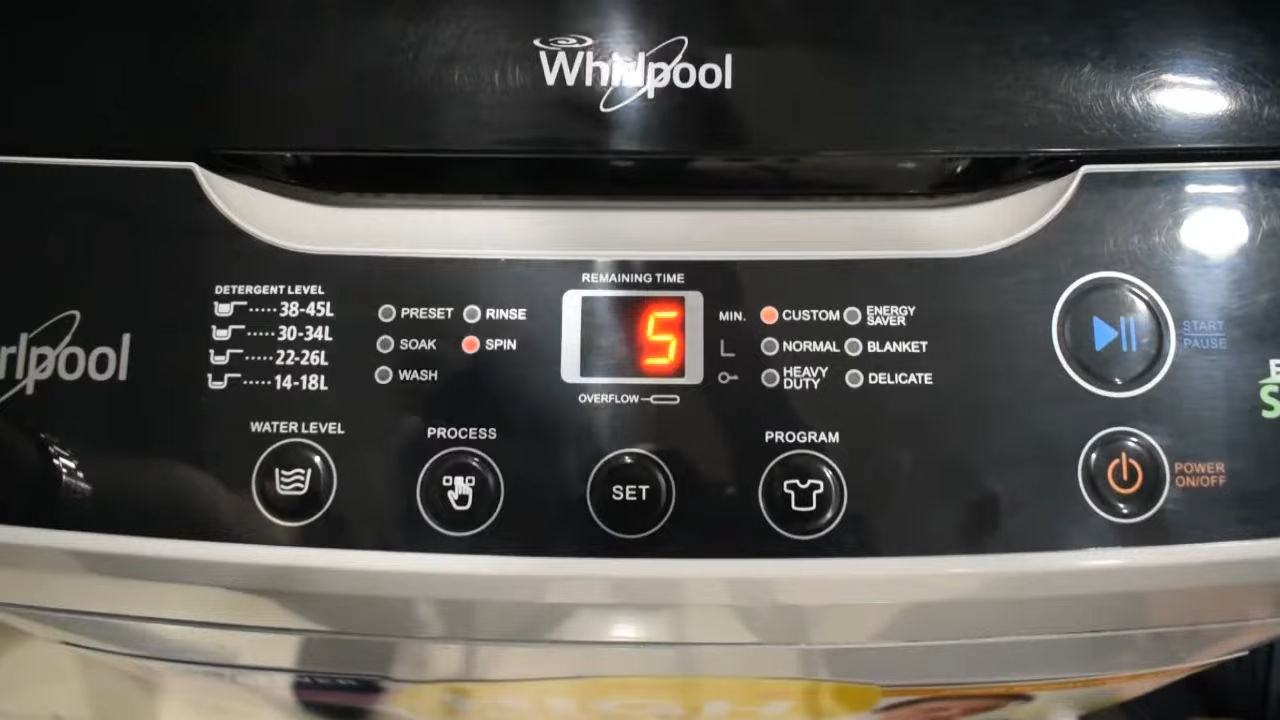 Whirlpool
REMAINING TIME
DETERGENT LEVEL
38-45L
30-34L
22-26L
14-18L
PRESET
RINSE
SOAK
SPIN
WASH
5
MIN.
L
CUSTOM
ENERGY
SAVER
NORMAL
BLANKET
HEAVY
DUTY
DELICATE
OVERFLOW
START
PAUSE
rlpool
WATER LEVEL
PROCESS
SET
PROGRAM
POWER
ON/OFF